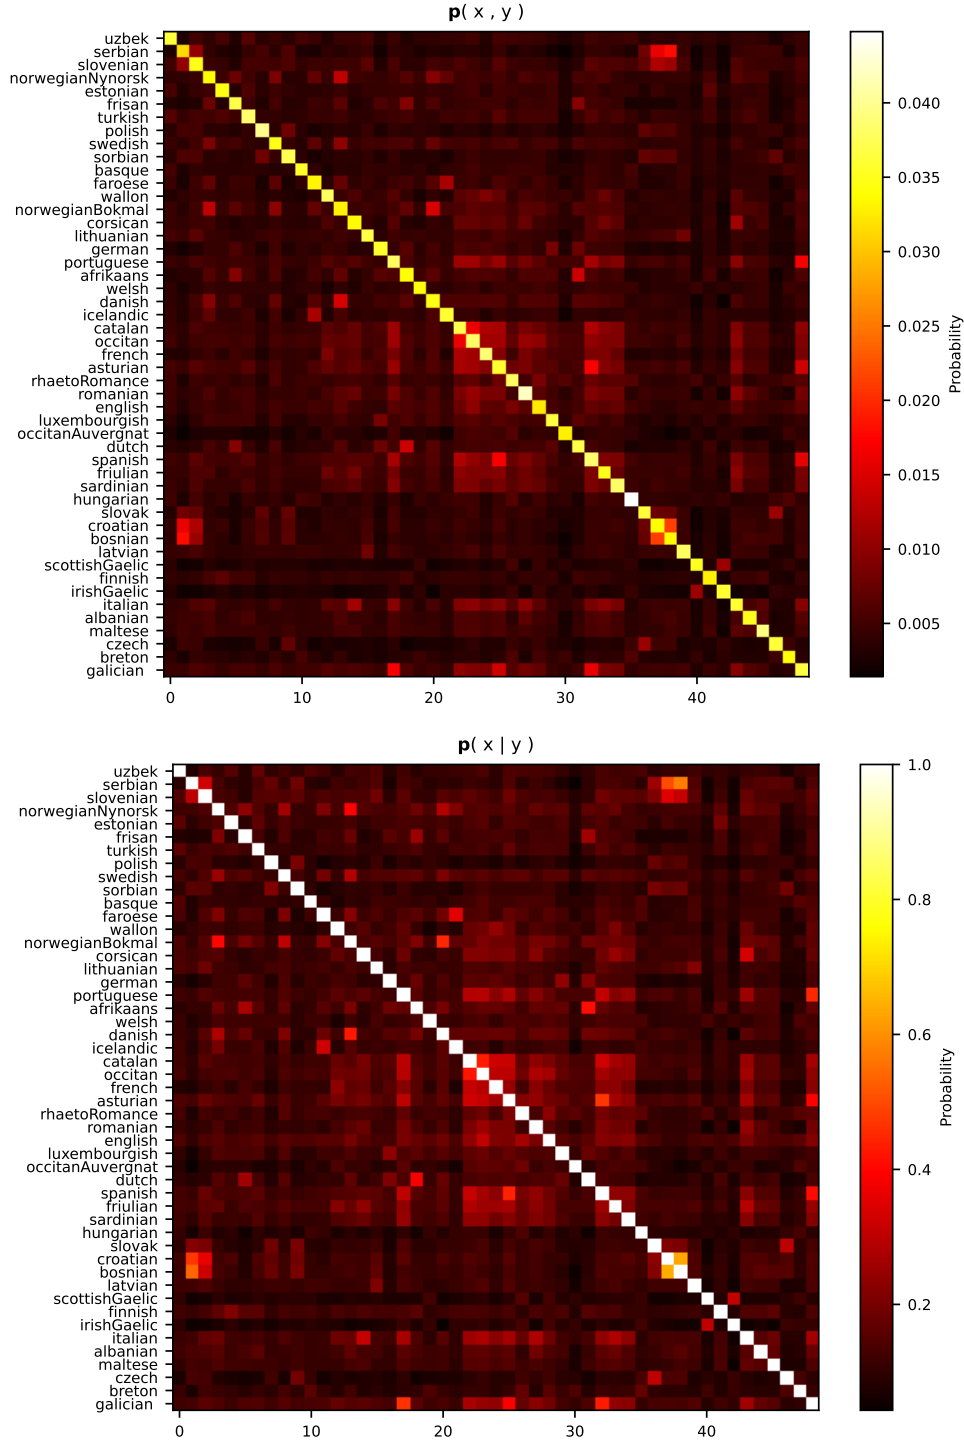 p( x , y )
uzbek
serbian
slovenian
norwegianNynorsk
estonian
frisan
turkish
polish
swedish
sorbian
basque
faroese
wallon
norwegianBokmal
corsican
lithuanian
german
portuguese
afrikaans
welsh
danish
icelandic
catalan
occitan
french
asturian
rhaetoRomance
romanian
english
luxembourgish
occitanAuvergnat
dutch
spanish
friulian
sardinian
hungarian
slovak
croatian
bosnian
latvian
scottishGaelic
finnish
irishGaelic
italian
albanian
maltese
czech
breton
galician
0 10 20 30 40
0.040
0.035
0.030
0.025
0.020
0.015
0.010
0.005
Probability
p( x | y )
uzbek
serbian
slovenian
norwegianNynorsk
estonian
frisan
turkish
polish
swedish
sorbian
basque
faroese
wallon
norwegianBokmal
corsican
lithuanian
german
portuguese
afrikaans
welsh
danish
icelandic
catalan
occitan
french
asturian
rhaetoRomance
romanian
english
luxembourgish
occitanAuvergnat
dutch
spanish
friulian
sardinian
hungarian
slovak
croatian
bosnian
latvian
scottishGaelic
finnish
irishGaelic
italian
albanian
maltese
czech
breton
galician
0 10 20 30 40
1.0
0.8
0.6
0.4
0.2
Probability